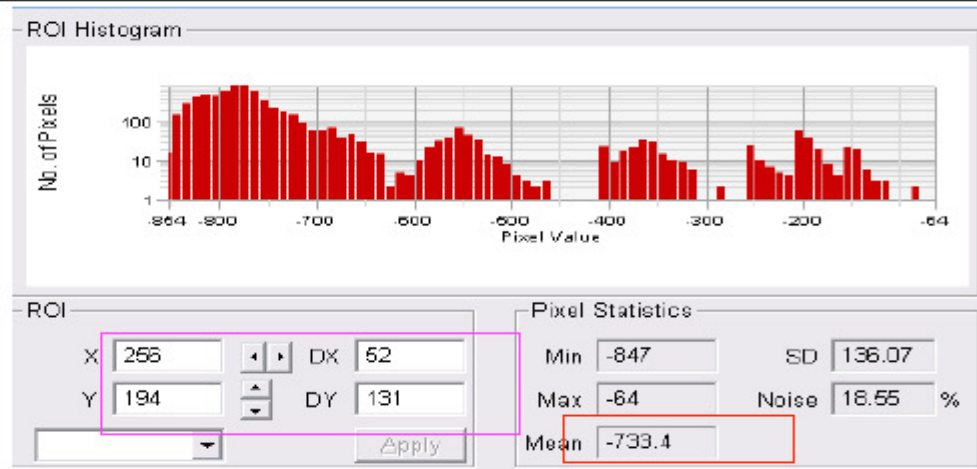 ROI Histogram
No. of Pixels
100
10
1
-864 -800 -700 -600 -500 -400 -300 -200 -64
Pixel Value
ROI
X 256 DX 52
Y 194 DY 131
Apply
Pixel Statistics
Min -847 SD 136.07
Max -64 Noise 18.55 %
Mean -733.4